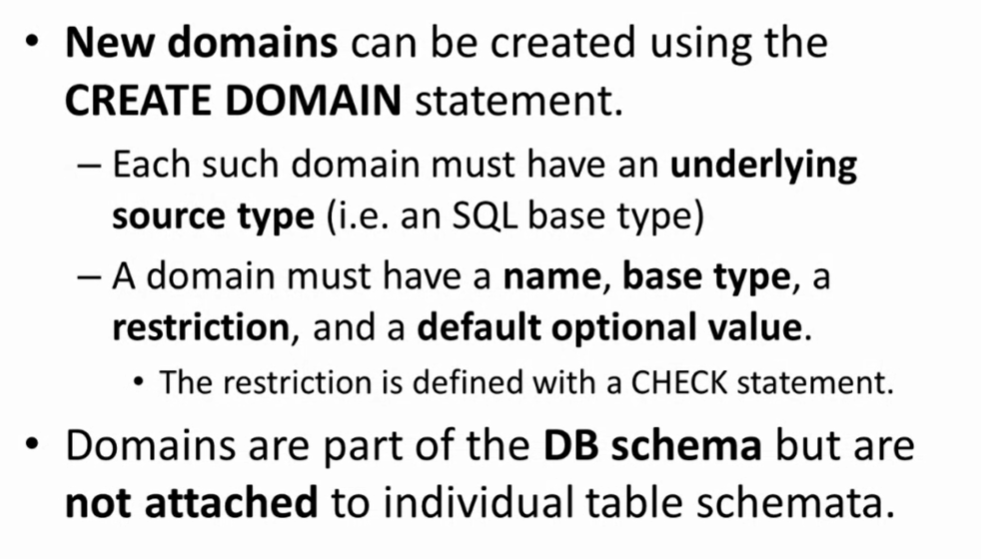 • New domains can be created using the
CREATE DOMAIN statement.
– Each such domain must have an underlying
source type (i.e. an SQL base type)
– A domain must have a name, base type, a
restriction, and a default optional value.
• The restriction is defined with a CHECK statement.
• Domains are part of the DB schema but are
not attached to individual table schemata.